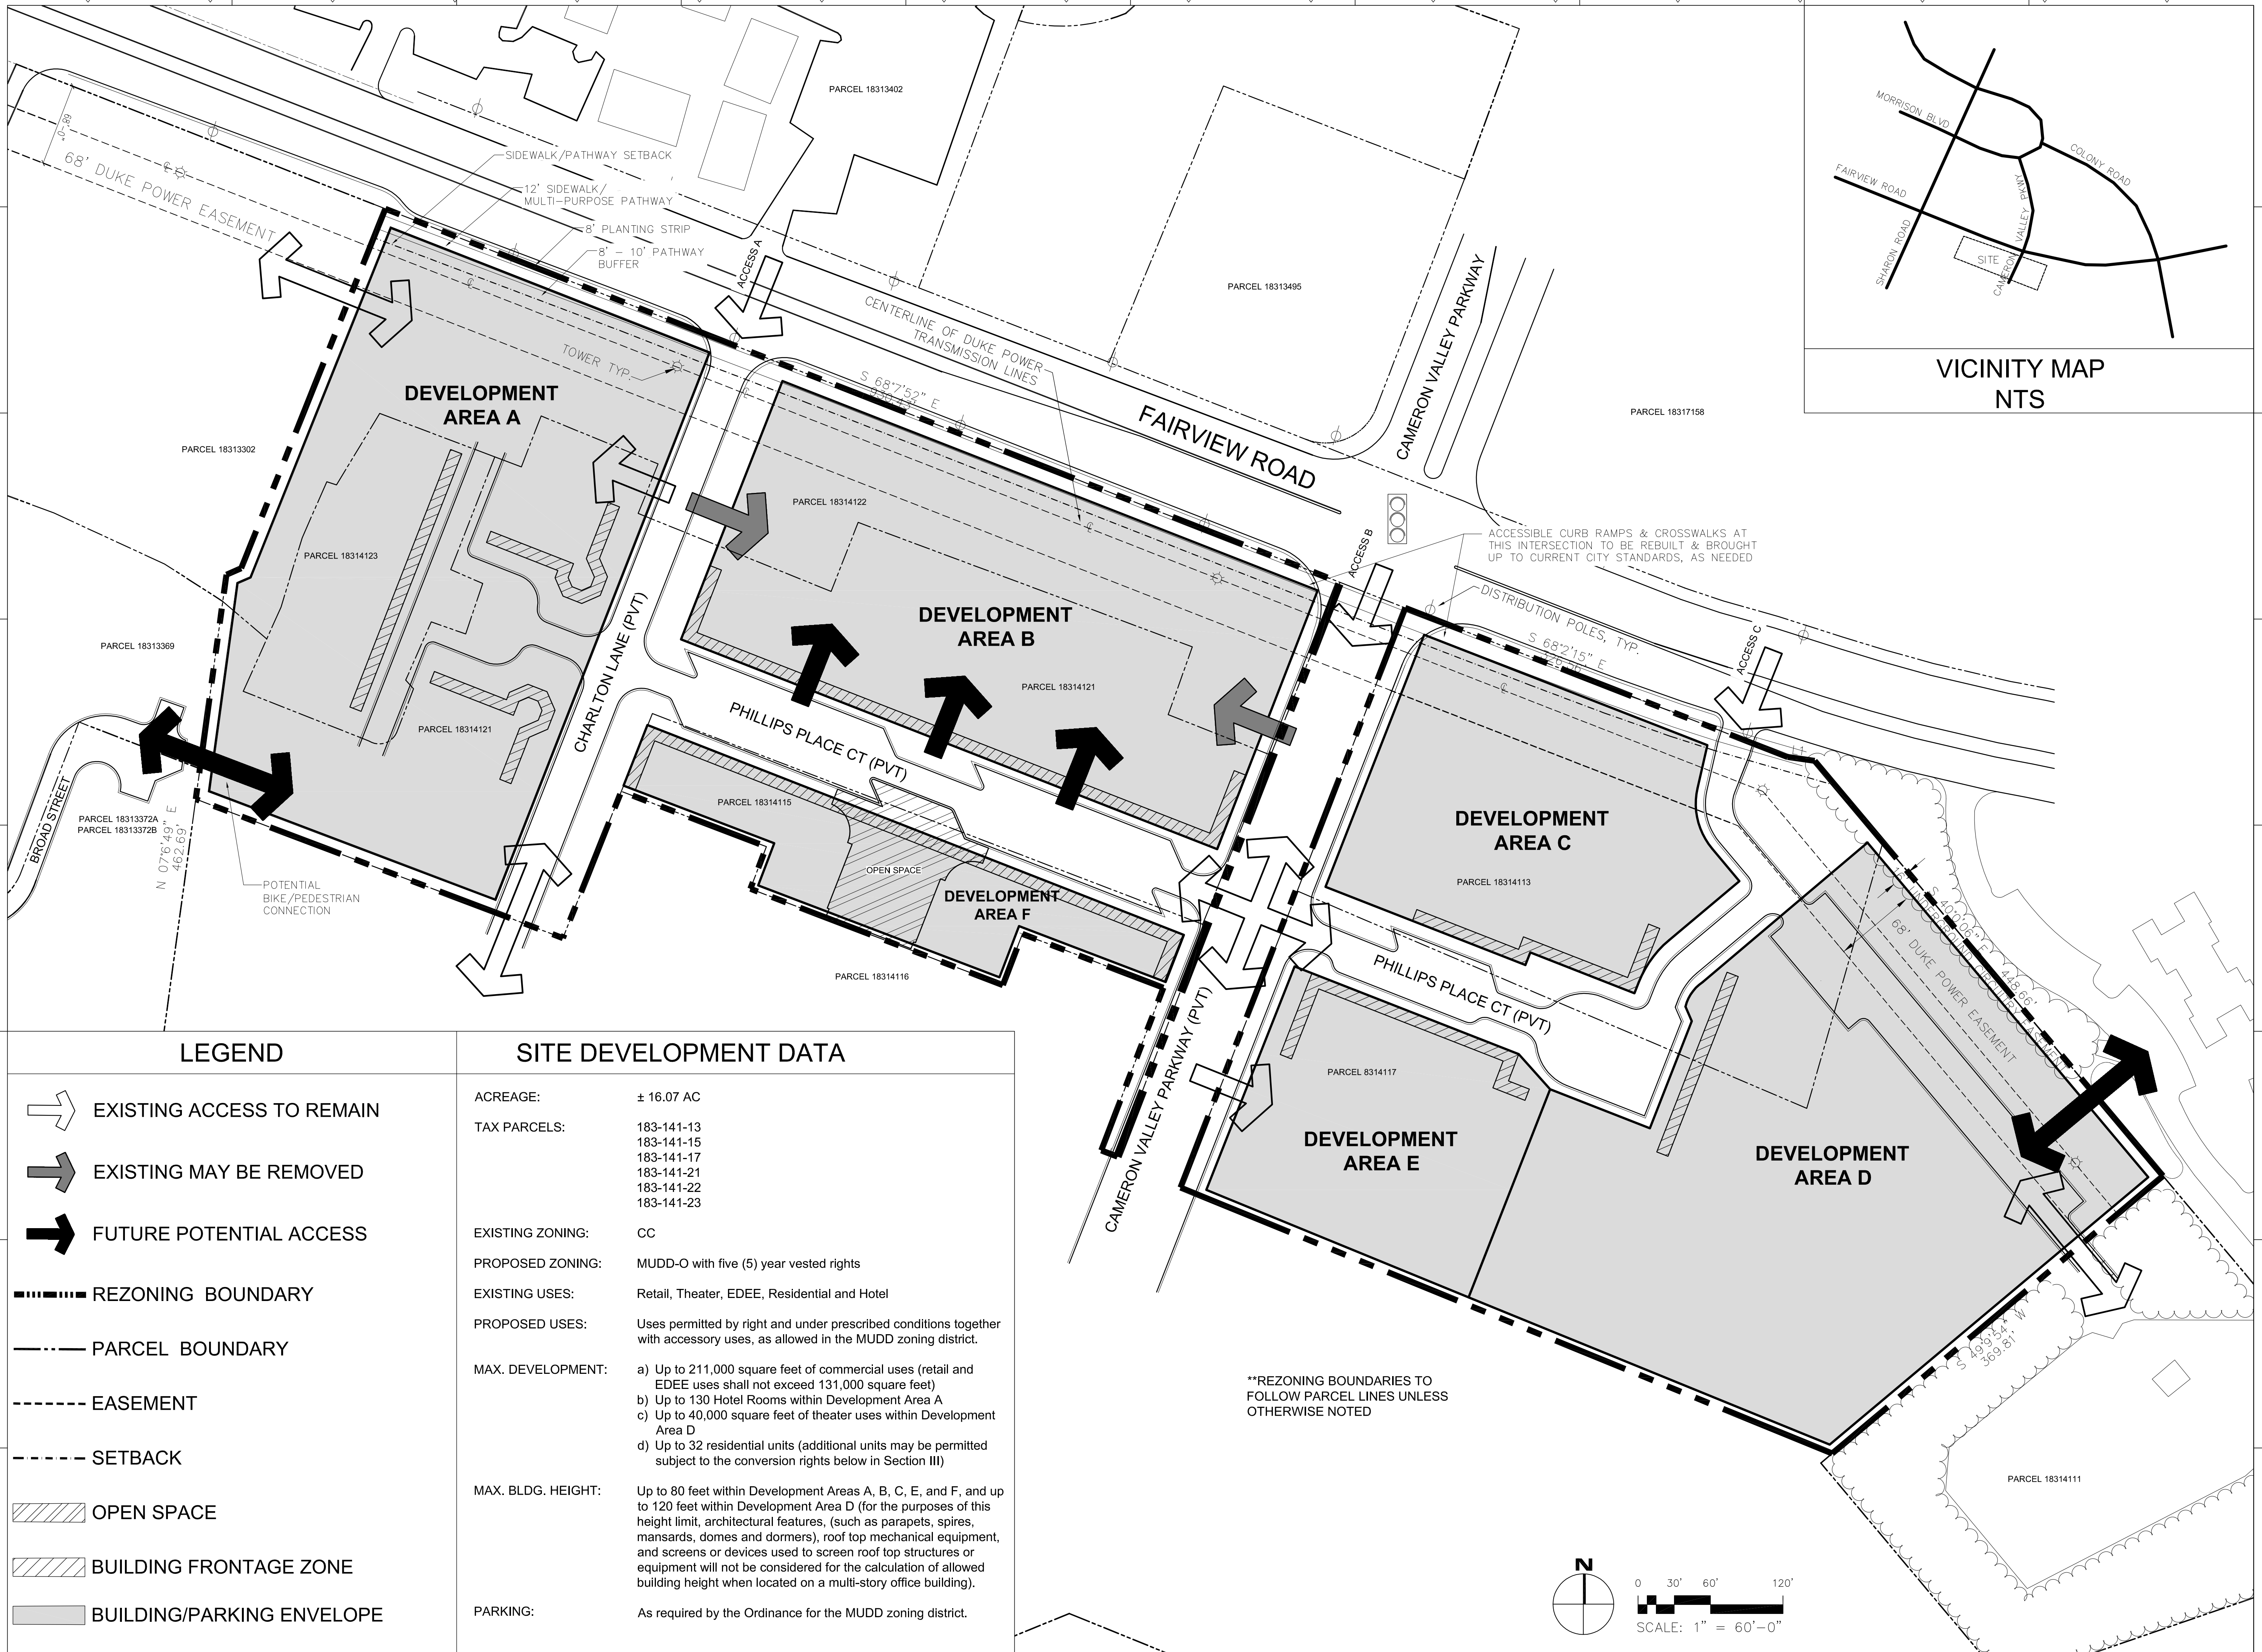 PARCEL 18313402
68'-0"
68' DUKE POWER EASEMENT
SIDEWALK/PATHWAY SETBACK
12' SIDEWALK/
MULTI-PURPOSE PATHWAY
8' PLANTING STRIP
8' - 10' PATHWAY
BUFFER
ACCESS A
PARCEL 18313495
CENTERLINE OF DUKE POWER
TRANSMISSION LINES
CAMERON VALLEY PARKWAY
MORRISON BLVD
COLONY ROAD
FAIRVIEW ROAD
CAMERON VALLEY PKWY
SHARON ROAD
SITE
VICINITY MAP
NTS
TOWER TYP.
S 68°7'52" E
930.43'
FAIRVIEW ROAD
PARCEL 18317158
DEVELOPMENT
AREA A
PARCEL 18313302
PARCEL 18314122
PARCEL 18314123
ACCESS B
ACCESSIBLE CURB RAMPS & CROSSWALKS AT
THIS INTERSECTION TO BE REBUILT & BROUGHT
UP TO CURRENT CITY STANDARDS, AS NEEDED
DISTRIBUTION POLES, TYP.
S 68°2'15" E
ACCESS C
DEVELOPMENT
AREA B
PARCEL 18313369
CHARLTON LANE (PVT)
PARCEL 18314121
PARCEL 18314121
PHILLIPS PLACE CT (PVT)
PARCEL 18314115
OPEN SPACE
DEVELOPMENT
AREA F
DEVELOPMENT
AREA C
PARCEL 18314113
BROAD STREET
PARCEL 18313372A
PARCEL 18313372B
N 07°6'49" E
462.69'
POTENTIAL
BIKE/PEDESTRIAN
CONNECTION
PARCEL 18314116
PHILLIPS PLACE CT (PVT)
S 40°0'06" E 448.66'
68' DUKE POWER EASEMENT
CAMERON VALLEY PARKWAY (PVT)
PARCEL 8314117
DEVELOPMENT
AREA E
DEVELOPMENT
AREA D
S 49°9'54" W
369.81'
PARCEL 18314111
**REZONING BOUNDARIES TO
FOLLOW PARCEL LINES UNLESS
OTHERWISE NOTED
N
0 30' 60' 120'
SCALE: 1" = 60'-0"
LEGEND
EXISTING ACCESS TO REMAIN
EXISTING MAY BE REMOVED
FUTURE POTENTIAL ACCESS
REZONING BOUNDARY
PARCEL BOUNDARY
EASEMENT
SETBACK
OPEN SPACE
BUILDING FRONTAGE ZONE
BUILDING/PARKING ENVELOPE
SITE DEVELOPMENT DATA
ACREAGE: ± 16.07 AC
TAX PARCELS: 183-141-13
183-141-15
183-141-17
183-141-21
183-141-22
183-141-23
EXISTING ZONING: CC
PROPOSED ZONING: MUDD-O with five (5) year vested rights
EXISTING USES: Retail, Theater, EDEE, Residential and Hotel
PROPOSED USES: Uses permitted by right and under prescribed conditions together
with accessory uses, as allowed in the MUDD zoning district.
MAX. DEVELOPMENT: a) Up to 211,000 square feet of commercial uses (retail and
EDEE uses shall not exceed 131,000 square feet)
b) Up to 130 Hotel Rooms within Development Area A
c) Up to 40,000 square feet of theater uses within Development
Area D
d) Up to 32 residential units (additional units may be permitted
subject to the conversion rights below in Section III)
MAX. BLDG. HEIGHT: Up to 80 feet within Development Areas A, B, C, E, and F, and up
to 120 feet within Development Area D (for the purposes of this
height limit, architectural features, (such as parapets, spires,
mansards, domes and dormers), roof top mechanical equipment,
and screens or devices used to screen roof top structures or
equipment will not be considered for the calculation of allowed
building height when located on a multi-story office building).
PARKING: As required by the Ordinance for the MUDD zoning district.